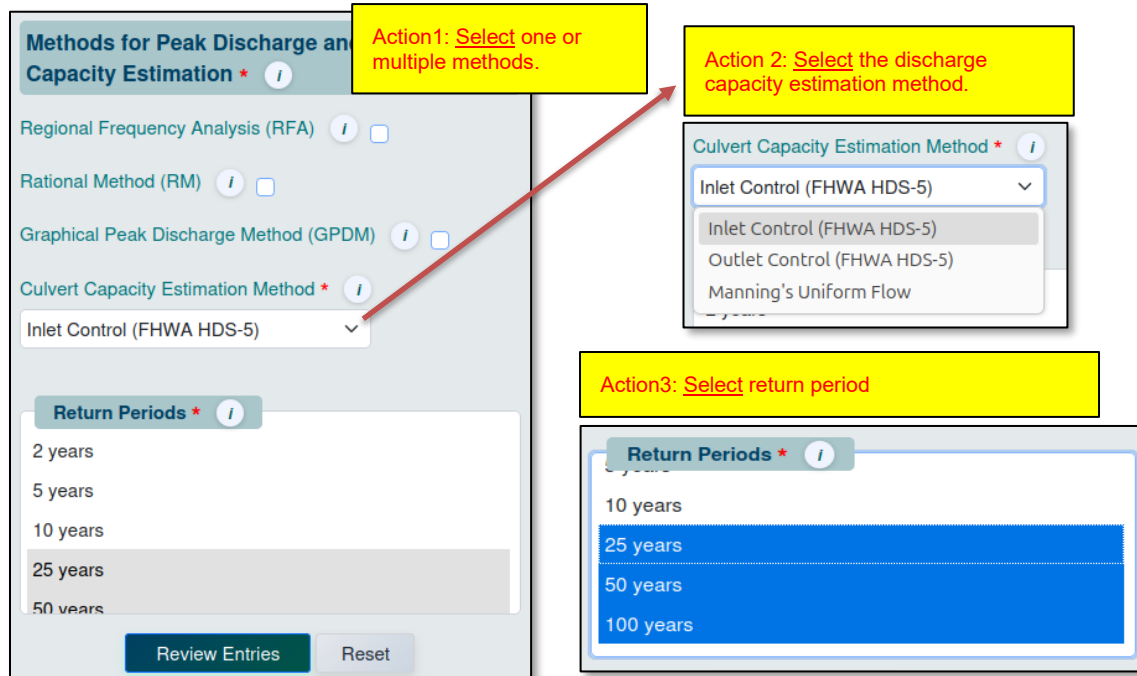 Methods for Peak Discharge an
Capacity Estimation * i
Action1: Select one or
multiple methods.
Regional Frequency Analysis (RFA) i
Rational Method (RM) i
Graphical Peak Discharge Method (GPDM) i
Culvert Capacity Estimation Method * i
Inlet Control (FHWA HDS-5)
Return Periods * i
2 years
5 years
10 years
25 years
50 years
Review Entries Reset
Action 2: Select the discharge
capacity estimation method.
Culvert Capacity Estimation Method * i
Inlet Control (FHWA HDS-5)
Inlet Control (FHWA HDS-5)
Outlet Control (FHWA HDS-5)
Manning's Uniform Flow
Action3: Select return period
Return Periods * i
10 years
25 years
50 years
100 years